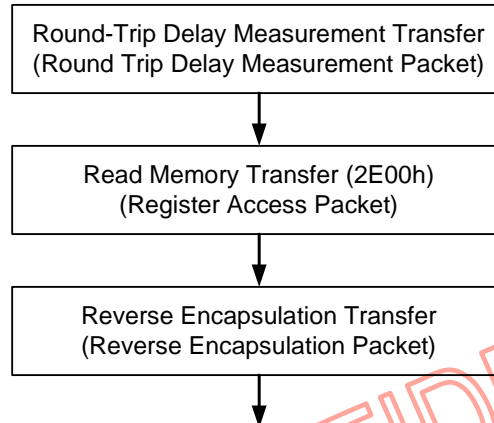 Round-Trip Delay Measurement Transfer
(Round Trip Delay Measurement Packet)
Read Memory Transfer (2E00h)
(Register Access Packet)
Reverse Encapsulation Transfer
(Reverse Encapsulation Packet)